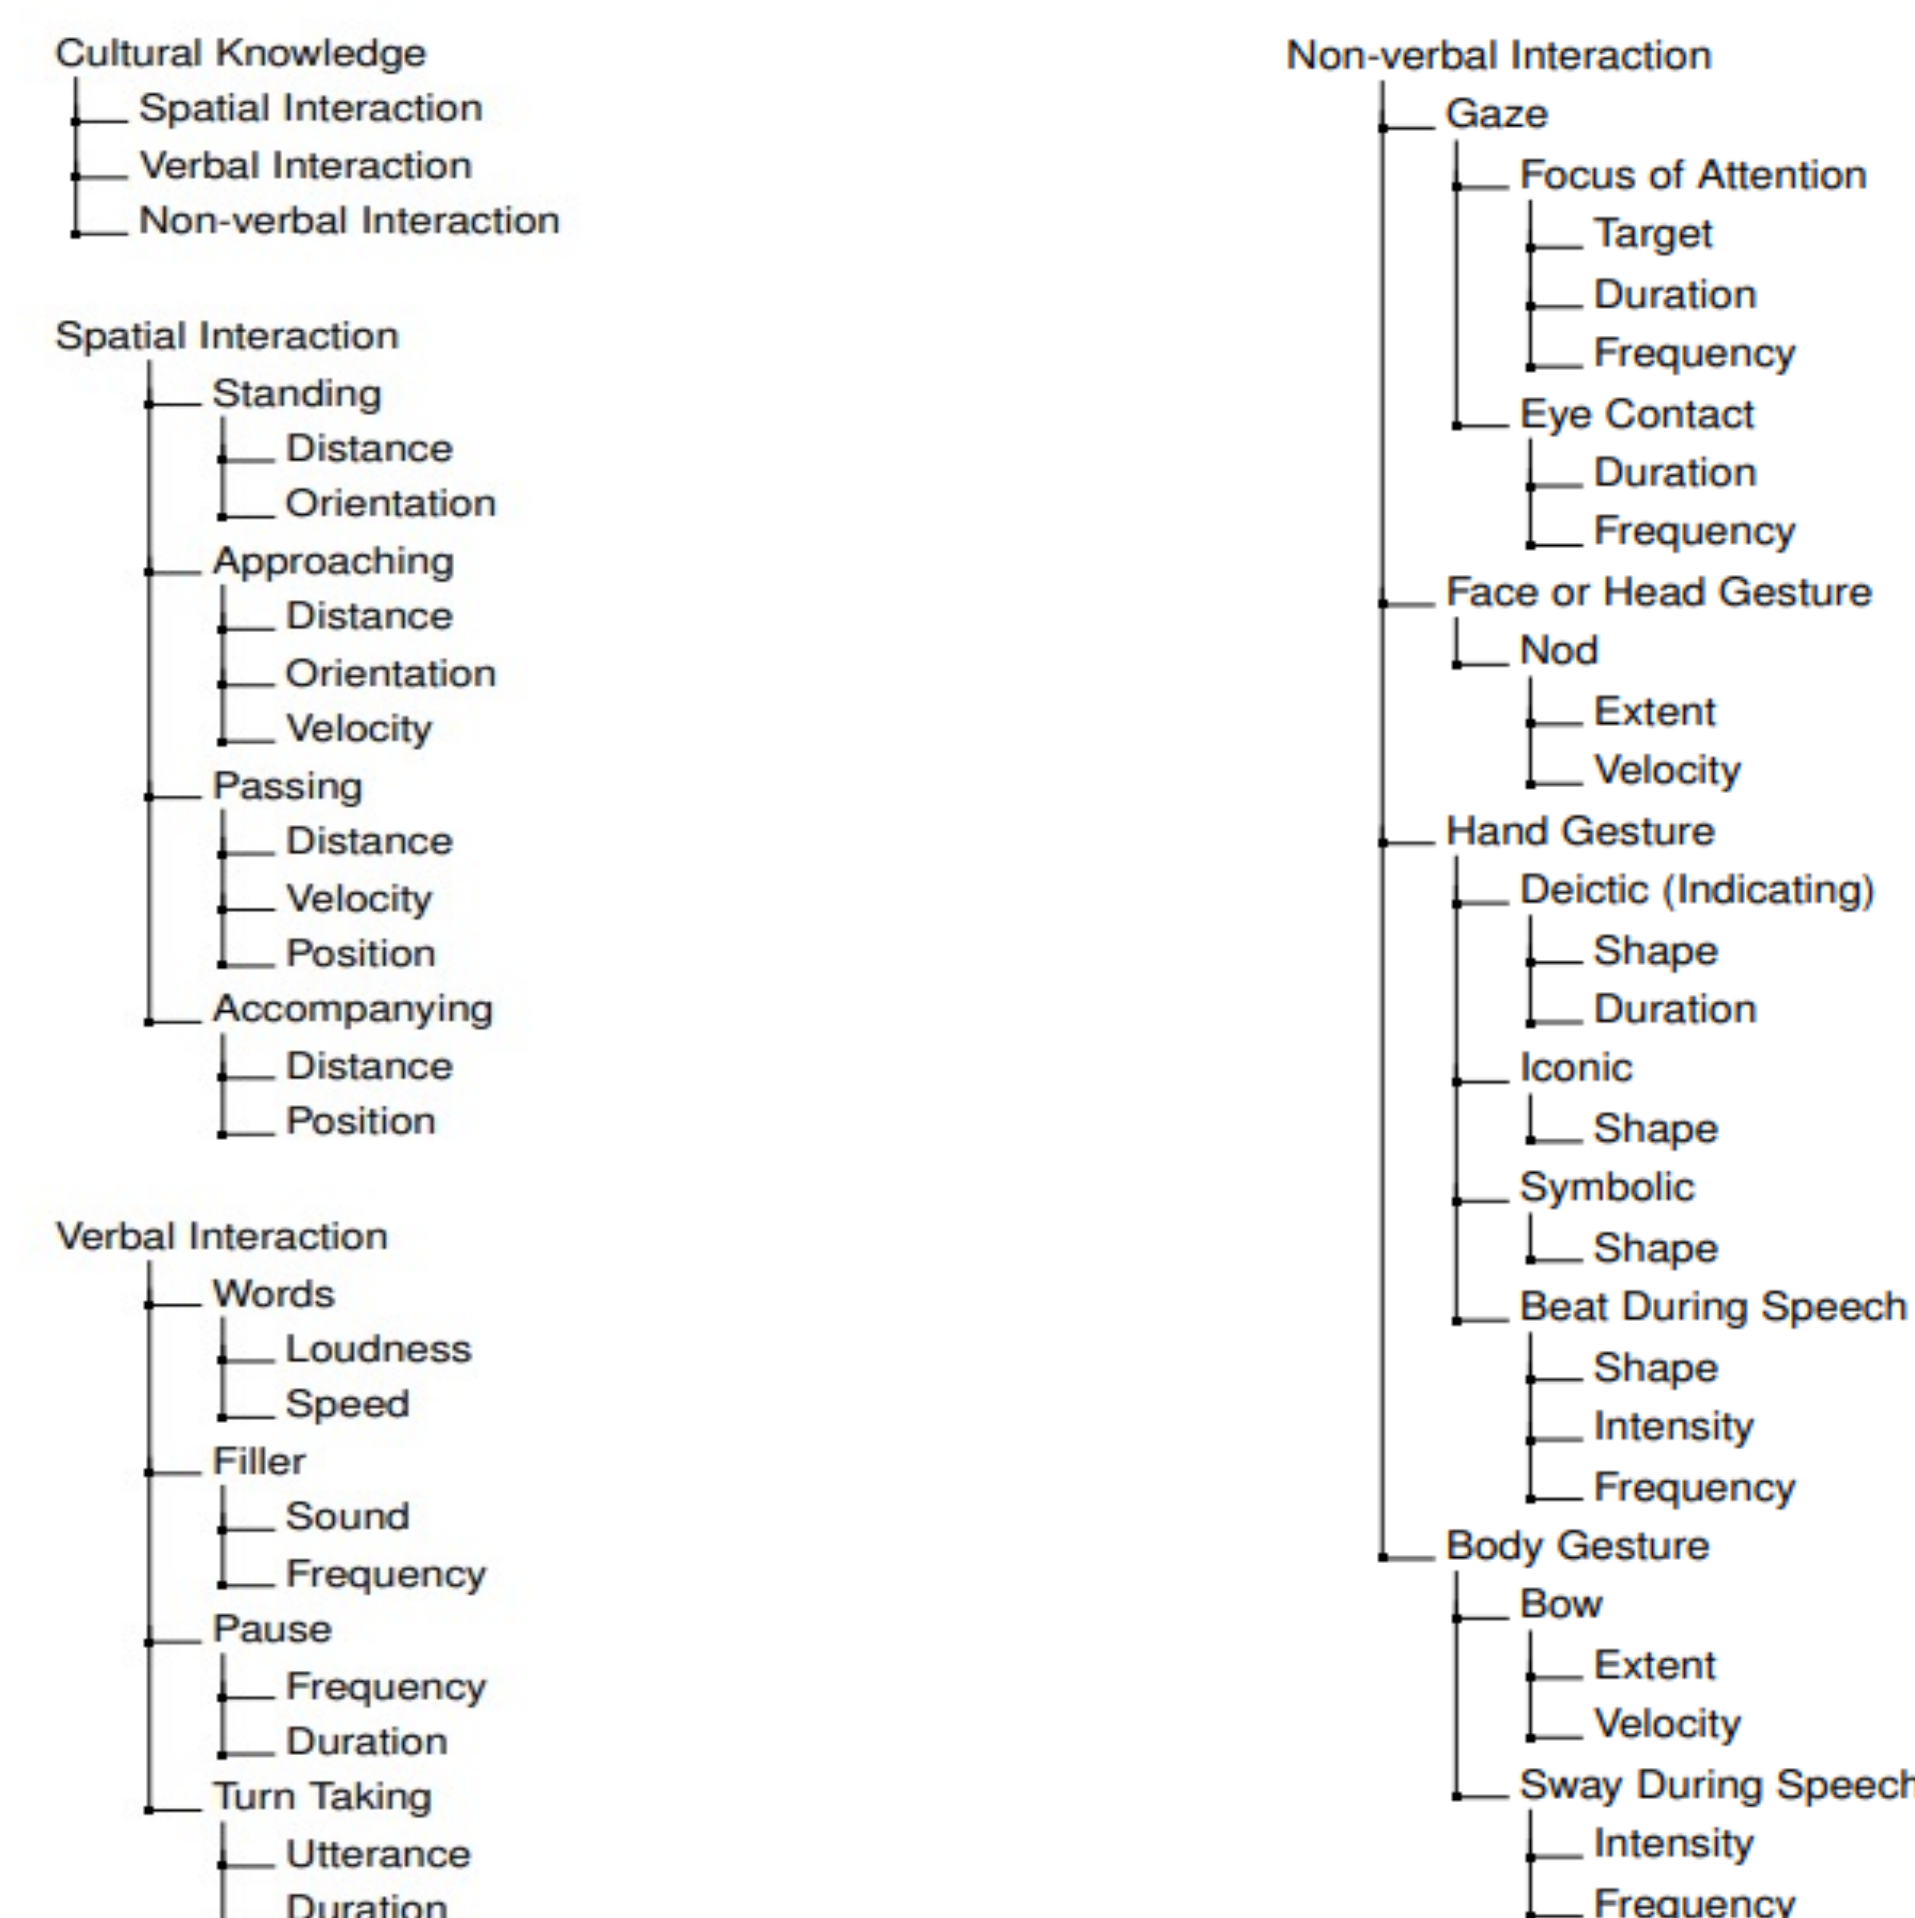 Cultural Knowledge
Spatial Interaction
Verbal Interaction
Non-verbal Interaction
Spatial Interaction
Standing
Distance
Orientation
Approaching
Distance
Orientation
Velocity
Passing
Distance
Velocity
Position
Accompanying
Distance
Position
Verbal Interaction
Words
Loudness
Speed
Filler
Sound
Frequency
Pause
Frequency
Duration
Turn Taking
Utterance
Duration
Non-verbal Interaction
Gaze
Focus of Attention
Target
Duration
Frequency
Eye Contact
Duration
Frequency
Face or Head Gesture
Nod
Extent
Velocity
Hand Gesture
Deictic (Indicating)
Shape
Duration
Iconic
Shape
Symbolic
Shape
Beat During Speech
Shape
Intensity
Frequency
Body Gesture
Bow
Extent
Velocity
Sway During Speech
Intensity
Frequency